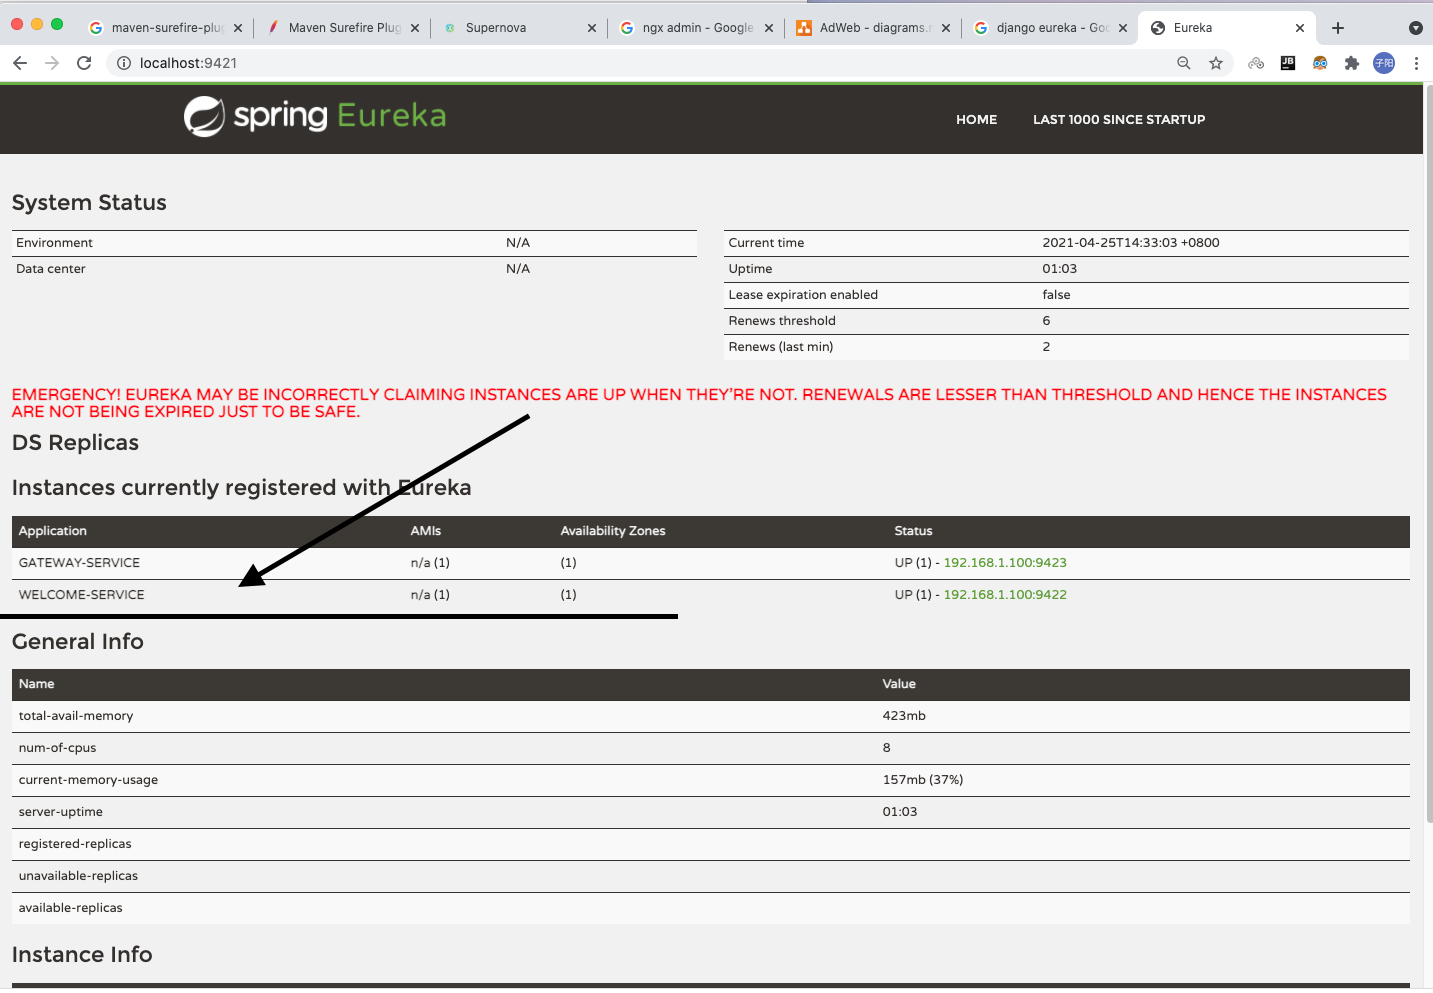 maven-surefire-plug
Maven Surefire Plug
Supernova
ngx admin - Google
AdWeb - diagrams.n
django eureka - Goo
Eureka
localhost:9421
JB
子阳
spring Eureka
HOME
LAST 1000 SINCE STARTUP
System Status
Environment N/A
Data center N/A
Current time 2021-04-25T14:33:03 +0800
Uptime 01:03
Lease expiration enabled false
Renews threshold 6
Renews (last min) 2
EMERGENCY! EUREKA MAY BE INCORRECTLY CLAIMING INSTANCES ARE UP WHEN THEY'RE NOT. RENEWALS ARE LESSER THAN THRESHOLD AND HENCE THE INSTANCES
ARE NOT BEING EXPIRED JUST TO BE SAFE.
DS Replicas
Instances currently registered with Eureka
Application AMIs Availability Zones Status
GATEWAY-SERVICE n/a (1) (1) UP (1) - 192.168.1.100:9423
WELCOME-SERVICE n/a (1) (1) UP (1) - 192.168.1.100:9422
General Info
Name Value
total-avail-memory 423mb
num-of-cpus 8
current-memory-usage 157mb (37%)
server-uptime 01:03
registered-replicas
unavailable-replicas
available-replicas
Instance Info